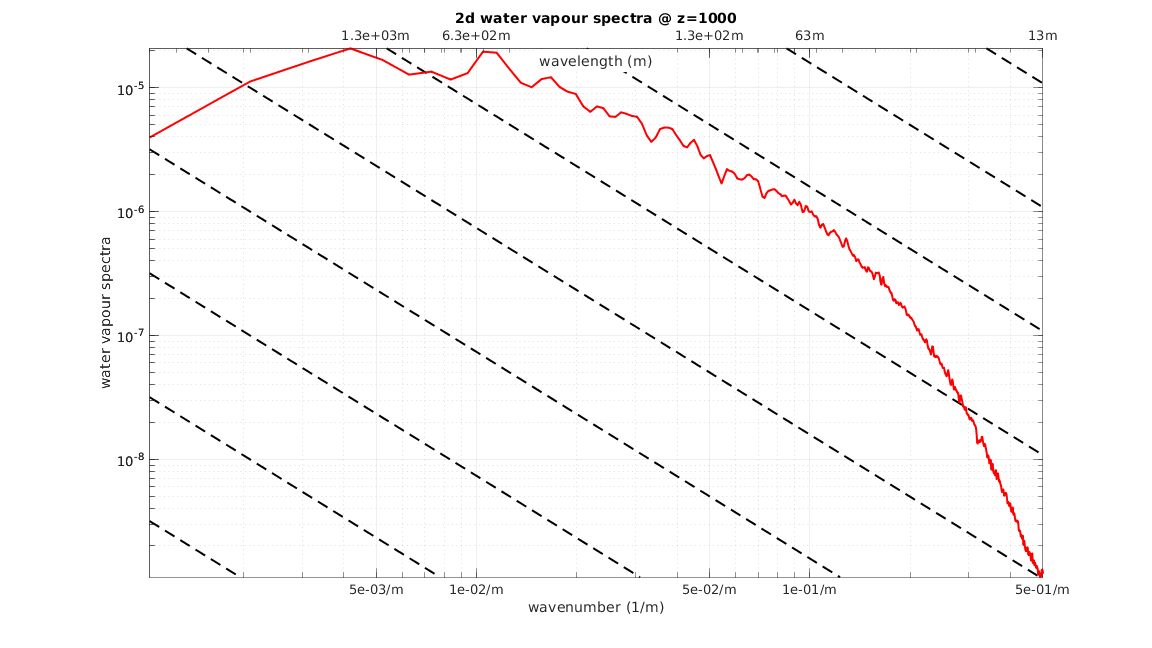 2d water vapour spectra @ z=1000
1.3e+03m 6.3e+02m 1.3e+02m 63m 13m
wavelength (m)
10-5
10-6
10-7
10-8
water vapour spectra
5e-03/m 1e-02/m 5e-02/m 1e-01/m 5e-01/m
wavenumber (1/m)